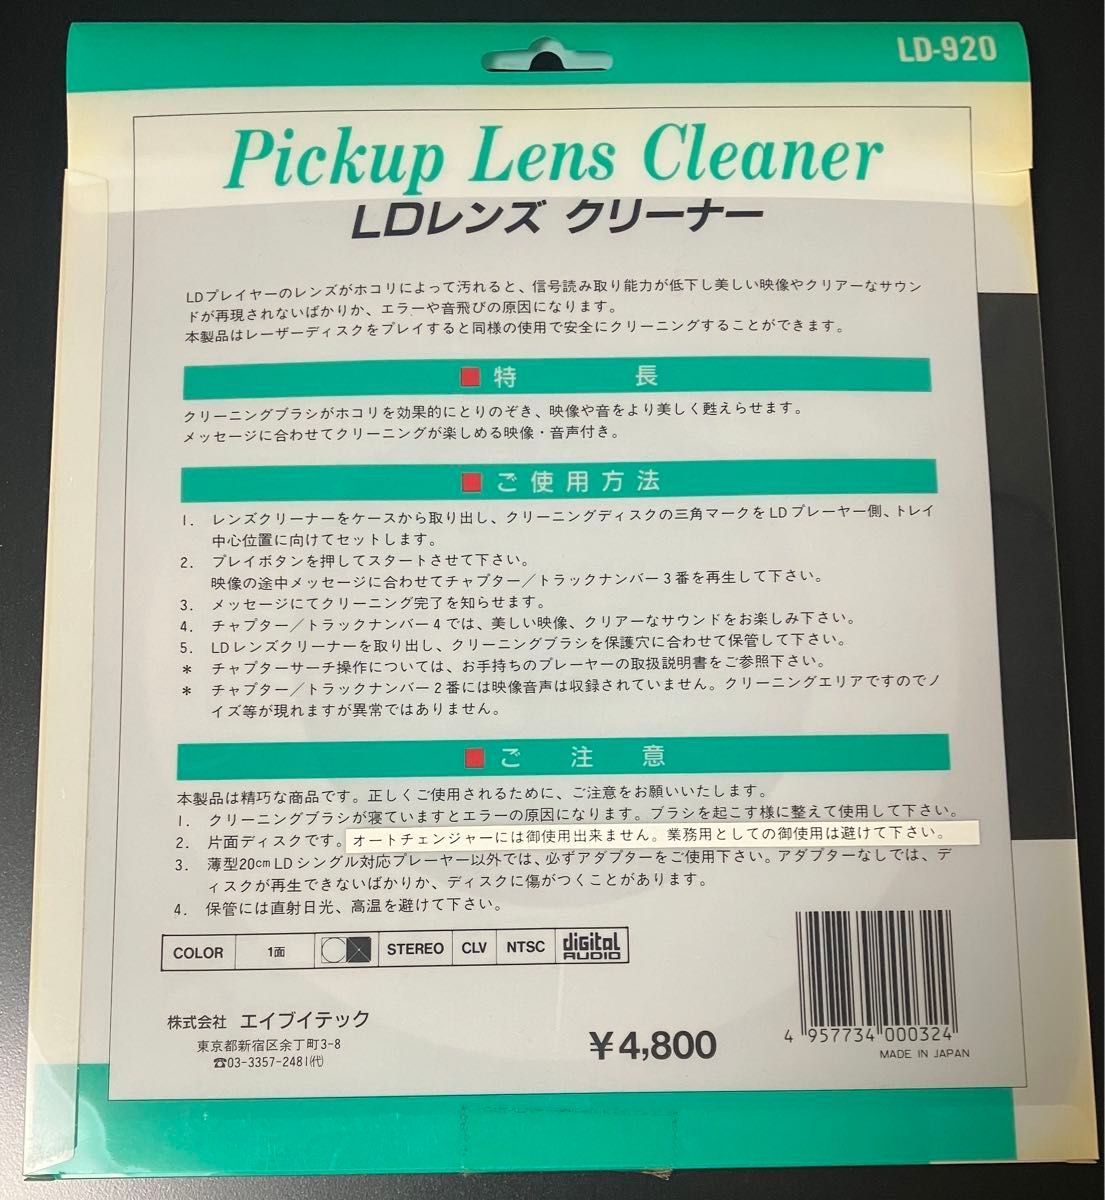 LD-920
Pickup Lens Cleaner
LDレンズ クリーナー
LDプレイヤーのレンズがホコリによって汚れると、信号読み取り能力が低下し美しい映像やクリアーなサウン
ドが再現されないばかりか、エラーや音飛びの原因になります。
本製品はレーザーディスクをプレイすると同様の使用で安全にクリーニングすることができます。
■特長
クリーニングブラシがホコリを効果的にとりのぞき、映像や音をより美しく甦えらせます。
メッセージに合わせてクリーニングが楽しめる映像・音声付き。
■ご使用方法
1. レンズクリーナーをケースから取り出し、クリーニングディスクの三角マークをLDプレーヤー側、トレイ
中心位置に向けてセットします。
2. プレイボタンを押してスタートさせて下さい。
映像の途中メッセージに合わせてチャプター/トラックナンバー3番を再生して下さい。
3. メッセージにてクリーニング完了を知らせます。
4. チャプター/トラックナンバー4では、美しい映像、クリアーなサウンドをお楽しみ下さい。
5. LDレンズクリーナーを取り出し、クリーニングブラシを保護穴に合わせて保管して下さい。
* チャプターサーチ操作については、お手持ちのプレーヤーの取扱説明書をご参照下さい。
* チャプター/トラックナンバー2番には映像音声は収録されていません。クリーニングエリアですのでノ
イズ等が現れますが異常ではありません。
■ご注意
本製品は精巧な商品です。正しくご使用されるために、ご注意をお願いいたします。
1. クリーニングブラシが寝ていますとエラーの原因になります。ブラシを起こす様に整えて使用して下さい。
2. 片面ディスクです。オートチェンジャーには御使用出来ません。業務用としての御使用は避けて下さい。
3. 薄型20cmLDシングル対応プレーヤー以外では、必ずアダプターをご使用下さい。アダプターなしでは、デ
ィスクが再生できないばかりか、ディスクに傷がつくことがあります。
4. 保管には直射日光、高温を避けて下さい。
COLOR 1面 STEREO CLV NTSC digital AUDIO
株式会社 エイブイテック
東京都新宿区余丁町3-8
☎03-3357-2481(代)
¥4,800
4 957734 000324
MADE IN JAPAN